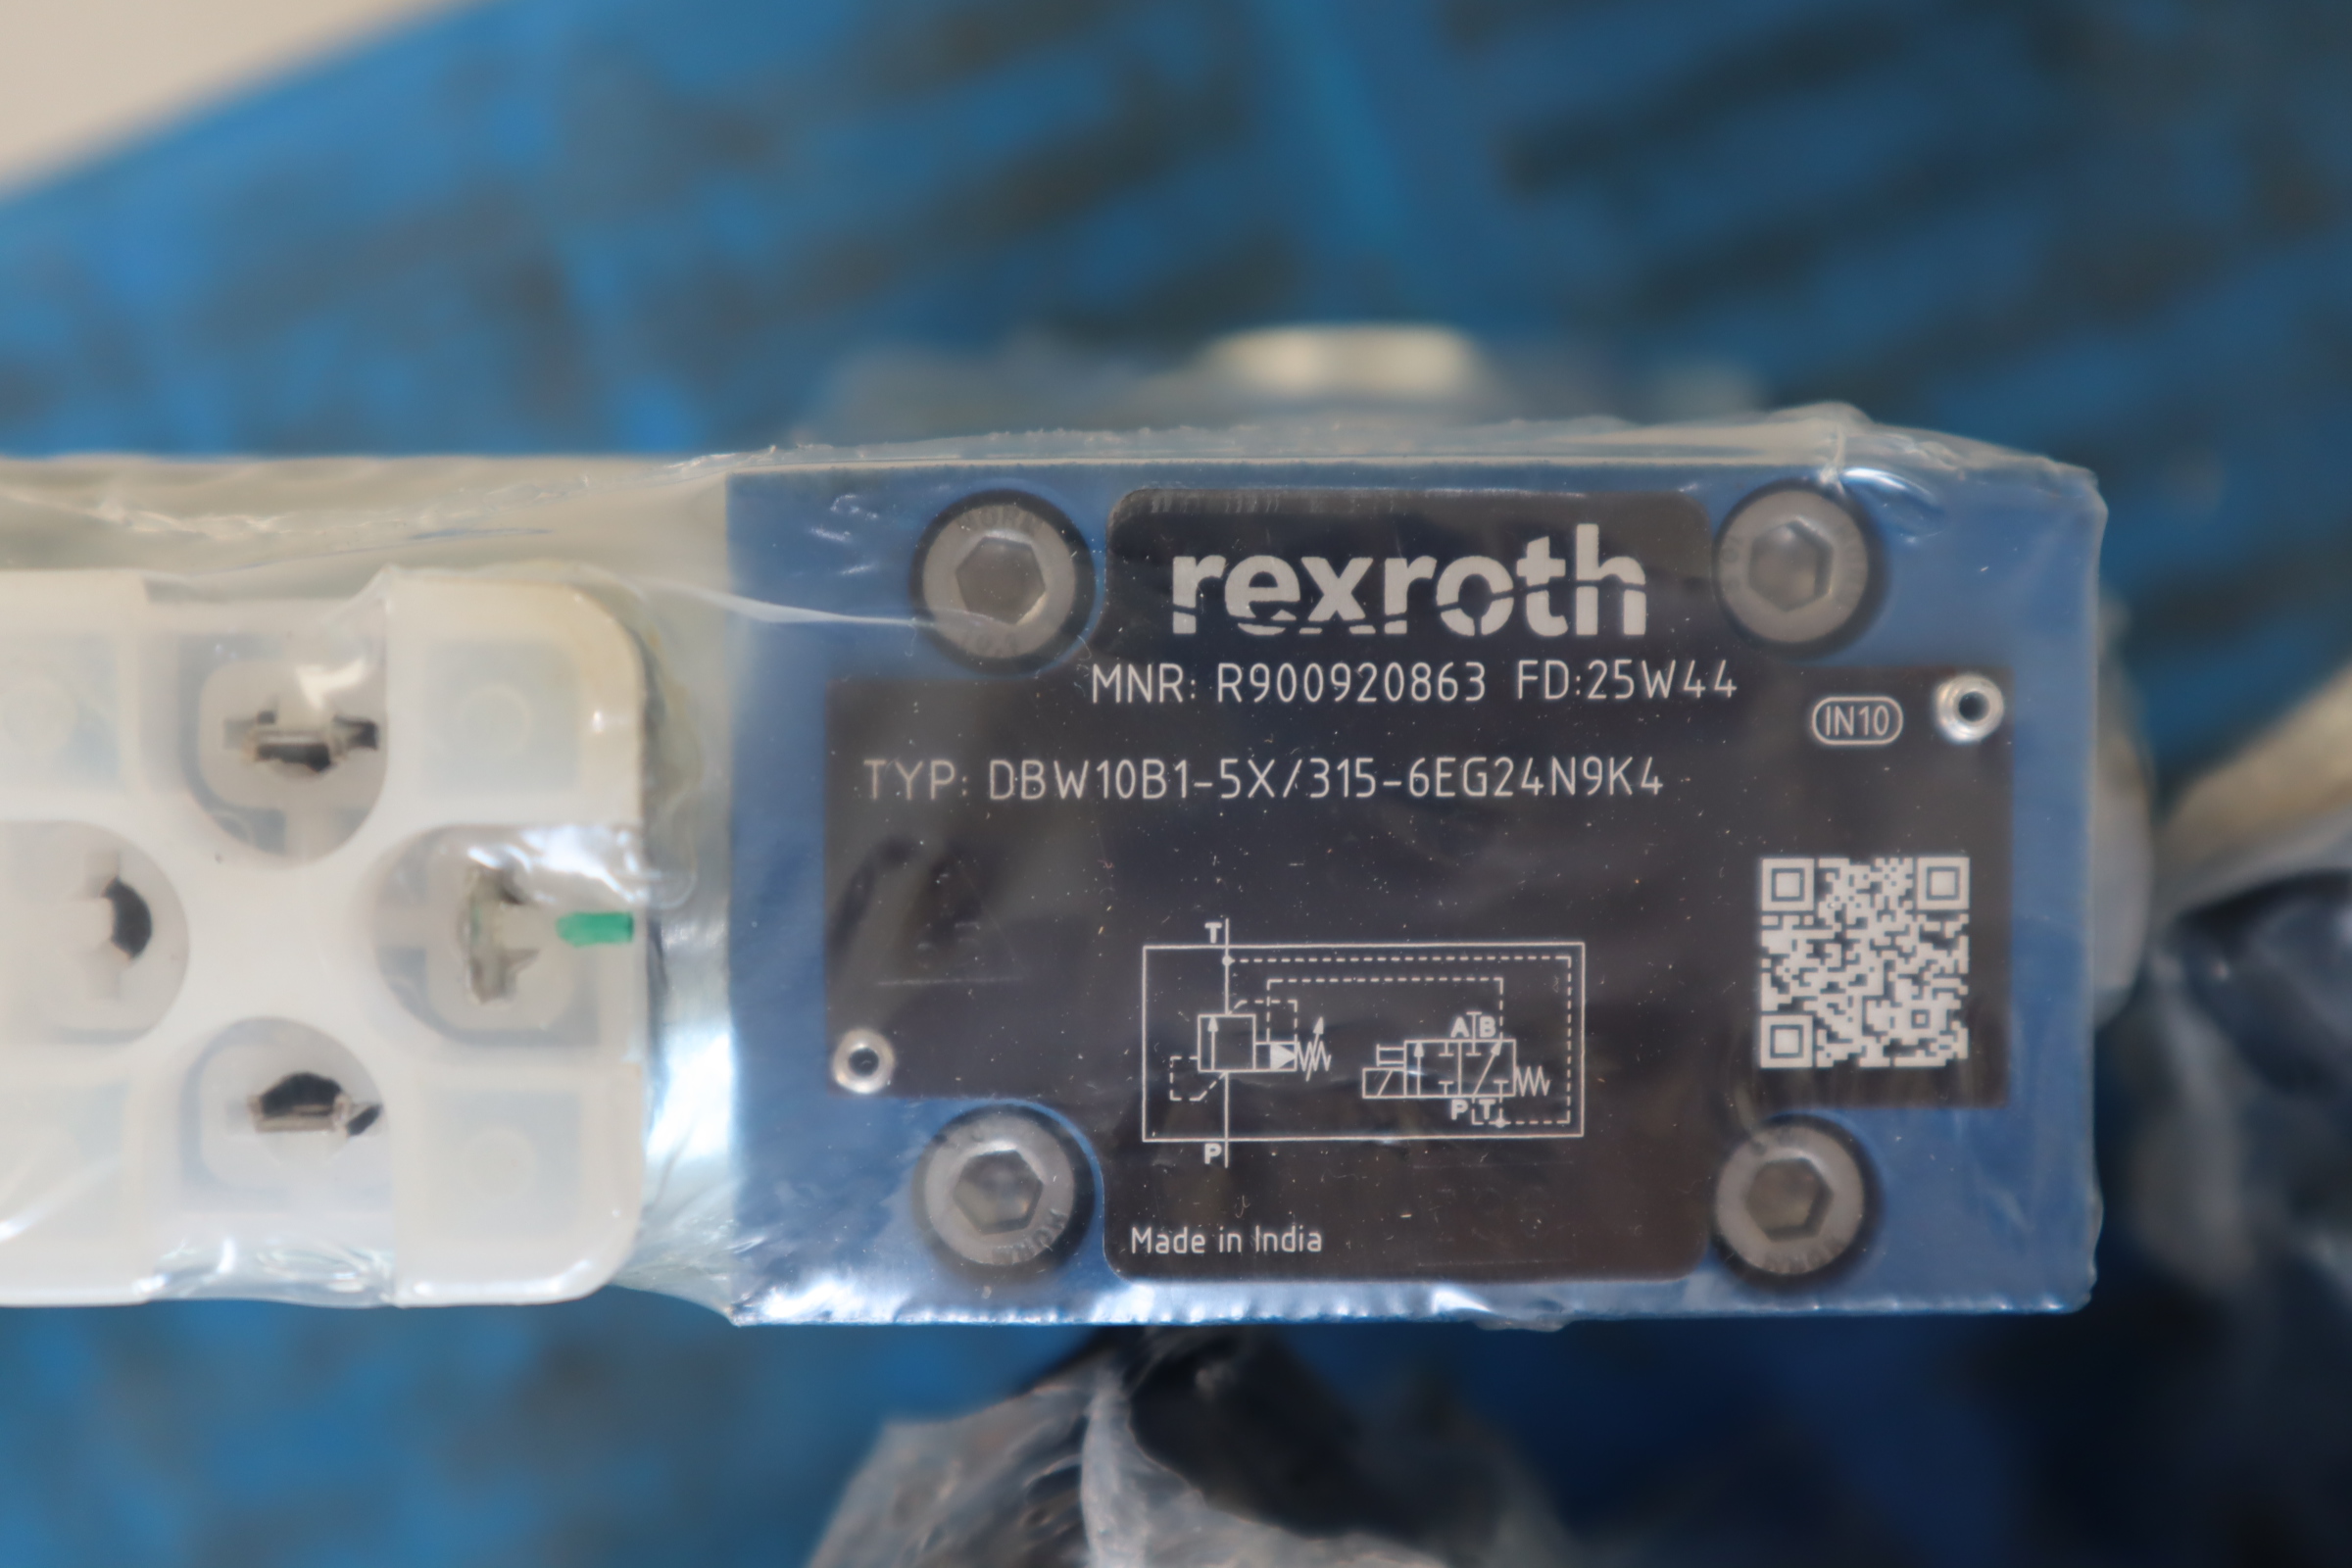 rexroth
MNR: R900920863 FD:25W44
IN10
TYP: DBW10B1-5X/315-6EG24N9K4
T
A B
P T
P
Made in India